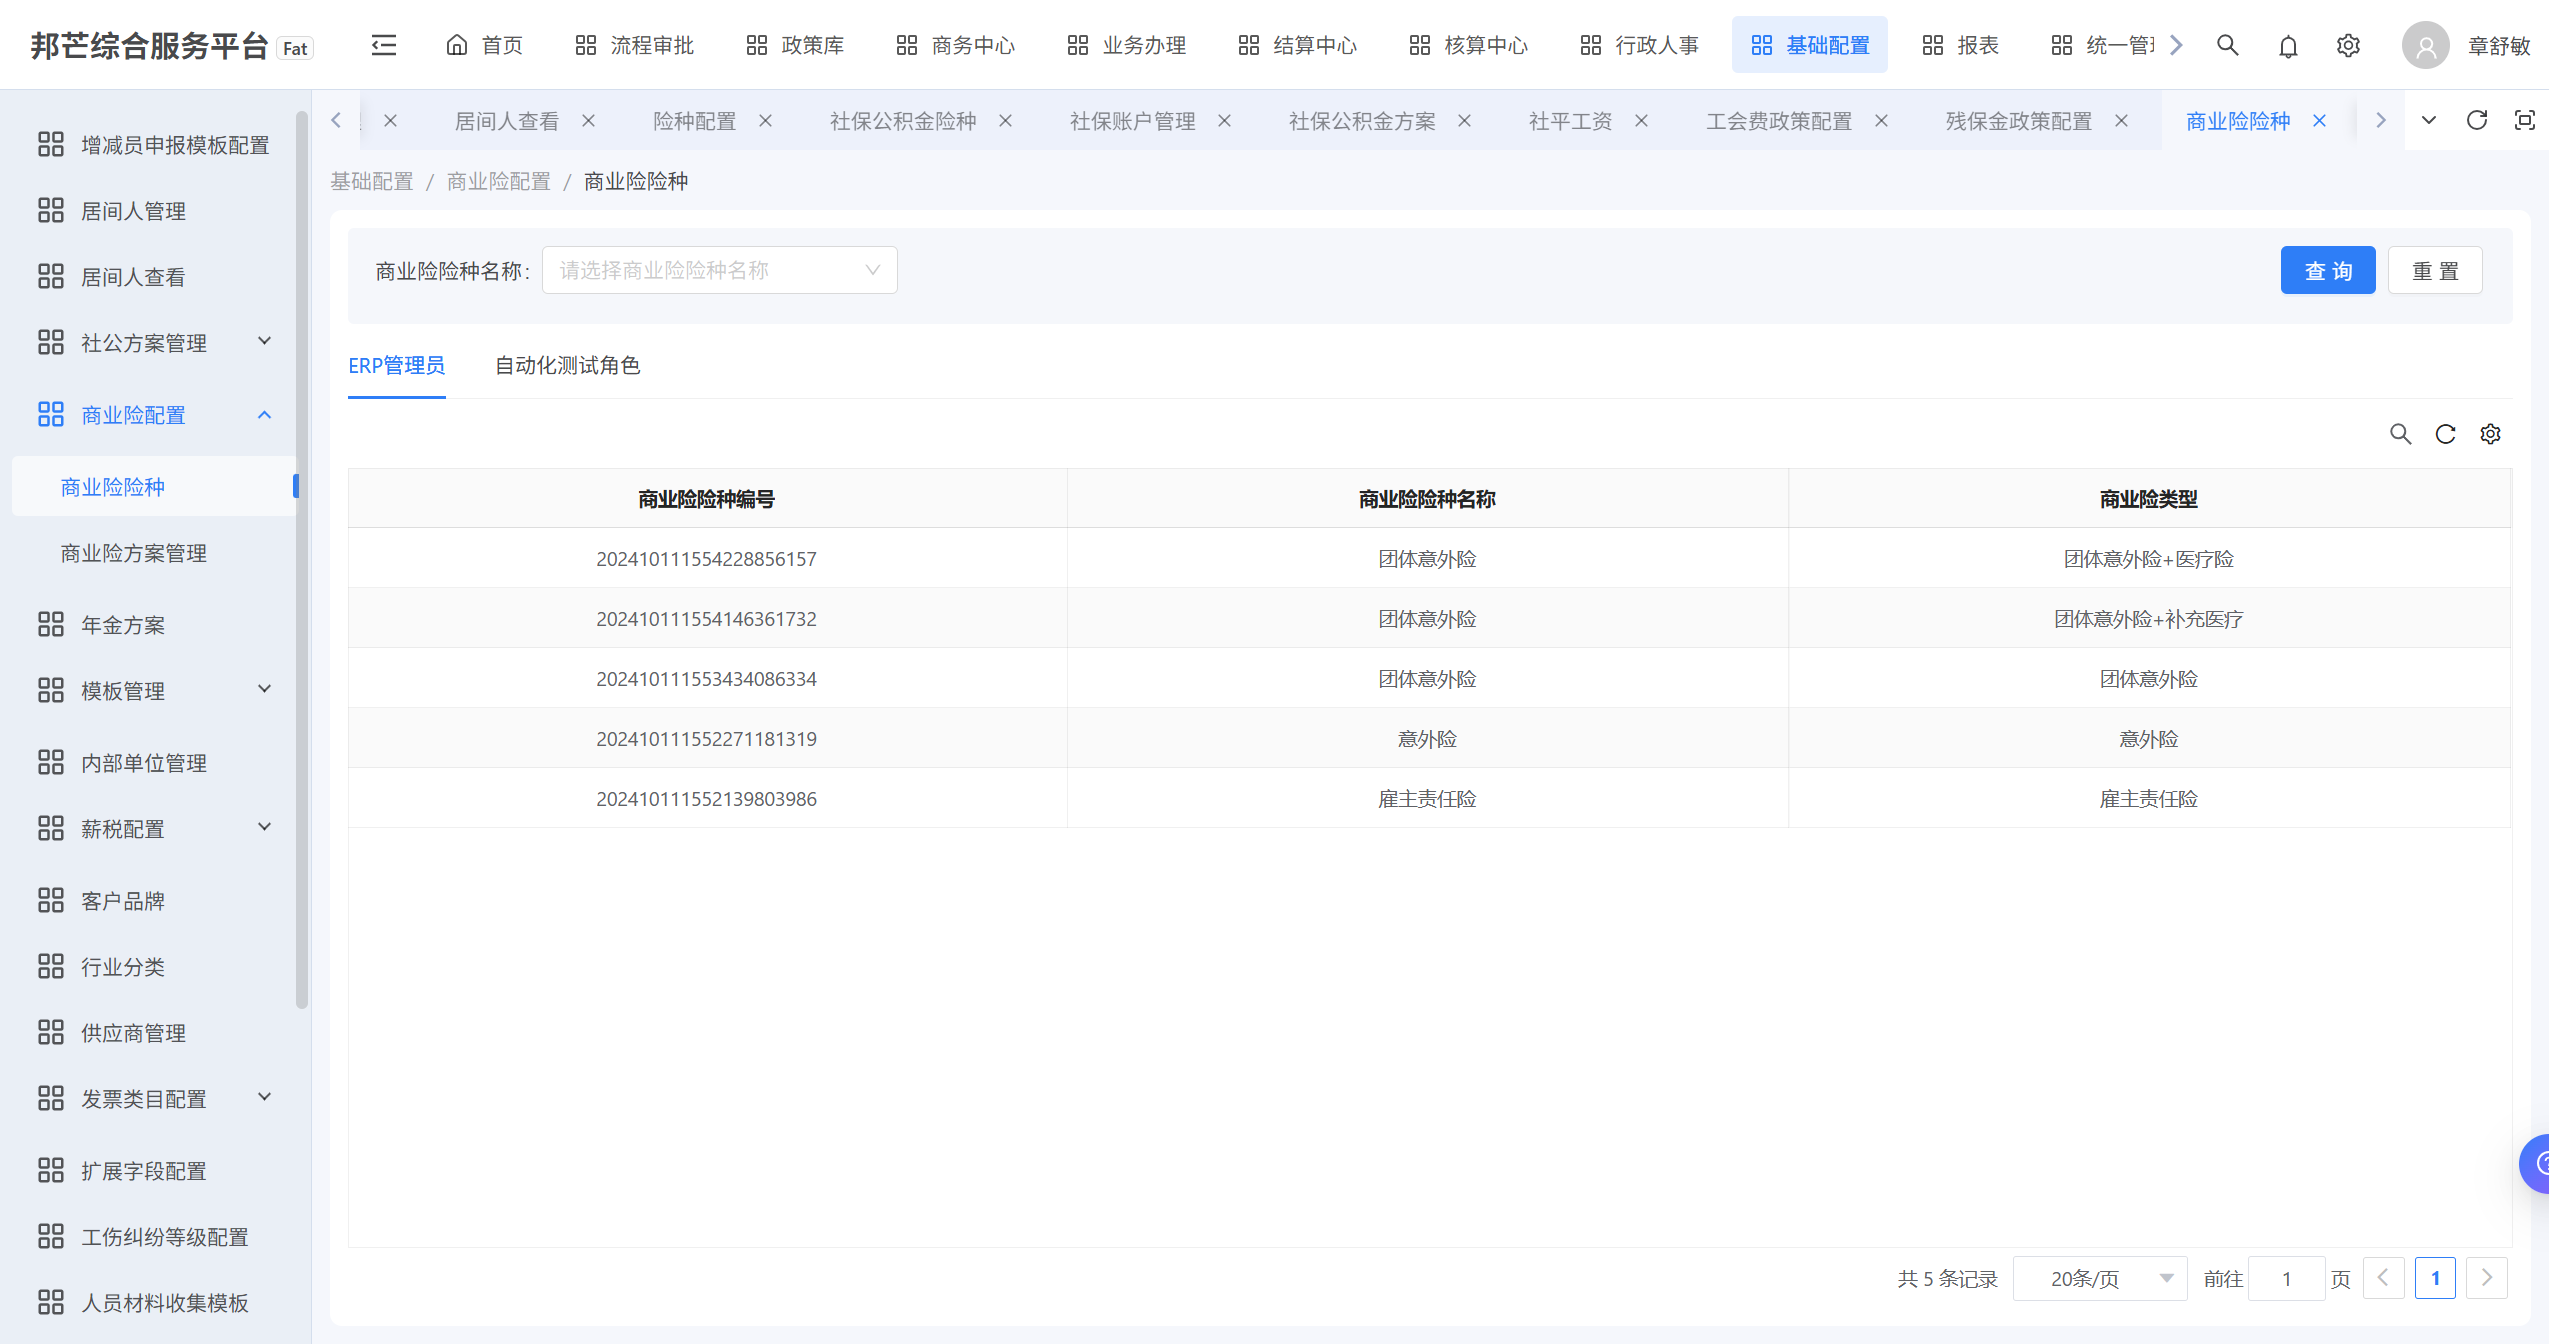 邦芒综合服务平台 Fat
首页 流程审批 政策库 商务中心 业务办理 结算中心 核算中心 行政人事 基础配置 报表 统一管 章舒敏
居间人查看 险种配置 社保公积金险种 社保账户管理 社保公积金方案 社平工资 工会费政策配置 残保金政策配置 商业险险种
基础配置 / 商业险配置 / 商业险险种
增减员申报模板配置
居间人管理
居间人查看
社公方案管理
商业险配置
商业险险种
商业险方案管理
年金方案
模板管理
内部单位管理
薪税配置
客户品牌
行业分类
供应商管理
发票类目配置
扩展字段配置
工伤纠纷等级配置
人员材料收集模板
商业险险种名称: 请选择商业险险种名称 查 询 重 置
ERP管理员 自动化测试角色
商业险险种编号 商业险险种名称 商业险类型
202410111554228856157 团体意外险 团体意外险+医疗险
202410111554146361732 团体意外险 团体意外险+补充医疗
202410111553434086334 团体意外险 团体意外险
202410111552271181319 意外险 意外险
202410111552139803986 雇主责任险 雇主责任险
共 5 条记录 20条/页 前往 1 页 1